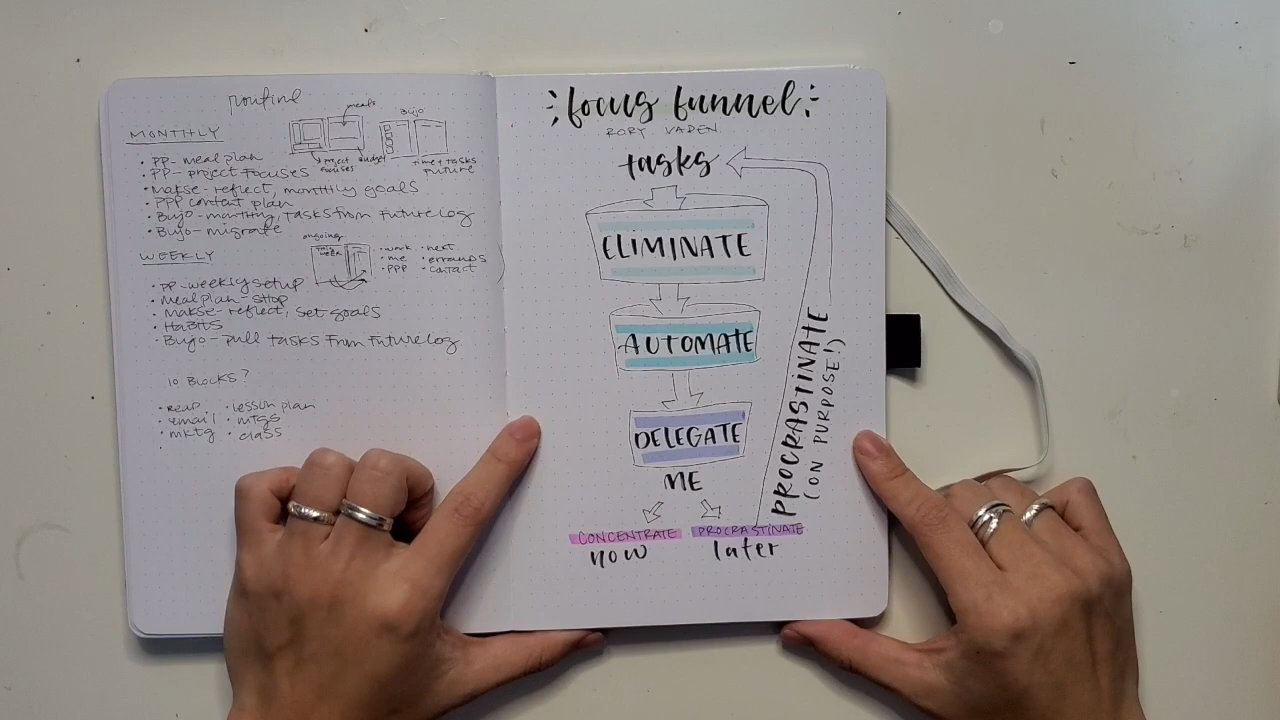 routine
MONTHLY
meals
BUJO
project focuses
budget
time + tasks
future
• PP - meal plan
• PP - project focuses
• Makse - reflect, monthly goals
• PPP content plan
• Bujo - monthly, tasks from future log
• Bujo - migrate
WEEKLY
ongoing
THIS WEEK
• work • next
• me • errands
• PPP • contact
• PP - weekly setup
• meal plan - shop
• Makse - reflect, set goals
• Habits
• Bujo - pull tasks from future log
10 BLOCKS?
• read • lesson plan
• email • mtgs
• mktg • class
focus funnel
RORY VADEN
tasks
ELIMINATE
AUTOMATE
DELEGATE
ME
CONCENTRATE PROCRASTINATE
now later
PROCRASTINATE
(ON PURPOSE!)